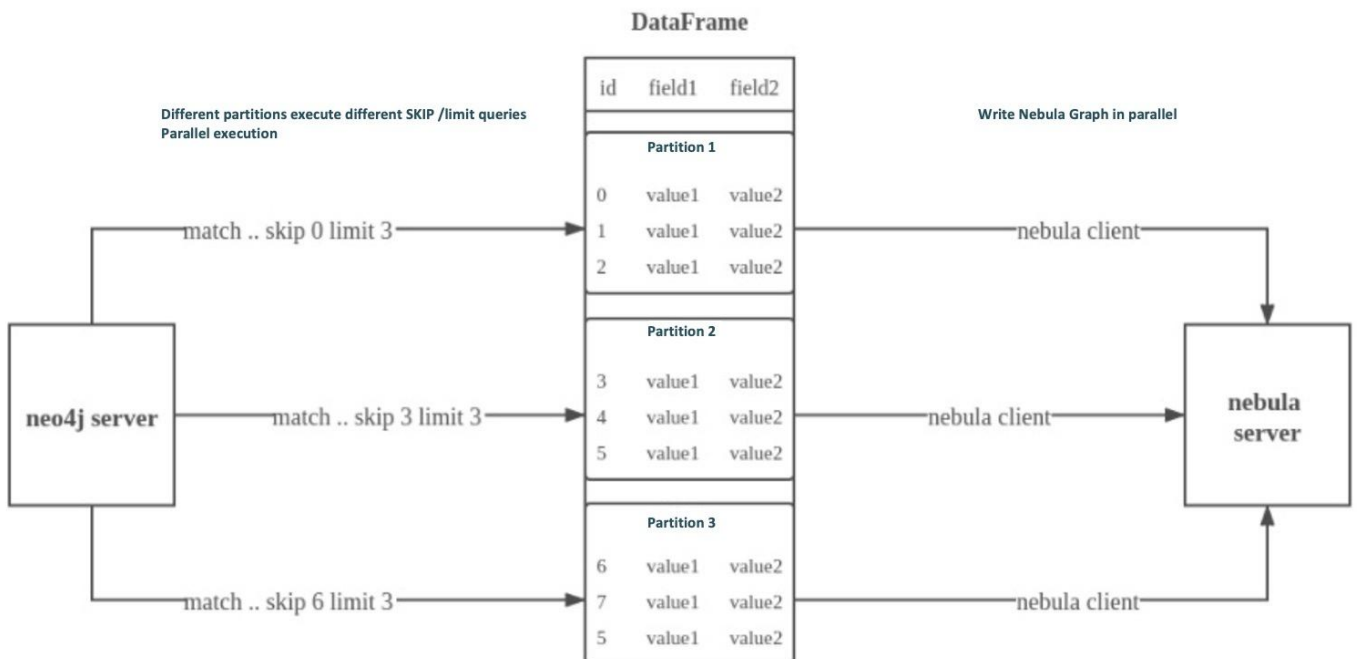 DataFrame
id field1 field2
Different partitions execute different SKIP /limit queries
Parallel execution
Write Nebula Graph in parallel
Partition 1
0 value1 value2
match .. skip 0 limit 3
1 value1 value2
nebula client
2 value1 value2
Partition 2
3 value1 value2
neo4j server
match .. skip 3 limit 3
4 value1 value2
nebula client
nebula
server
5 value1 value2
Partition 3
6 value1 value2
match .. skip 6 limit 3
7 value1 value2
nebula client
5 value1 value2